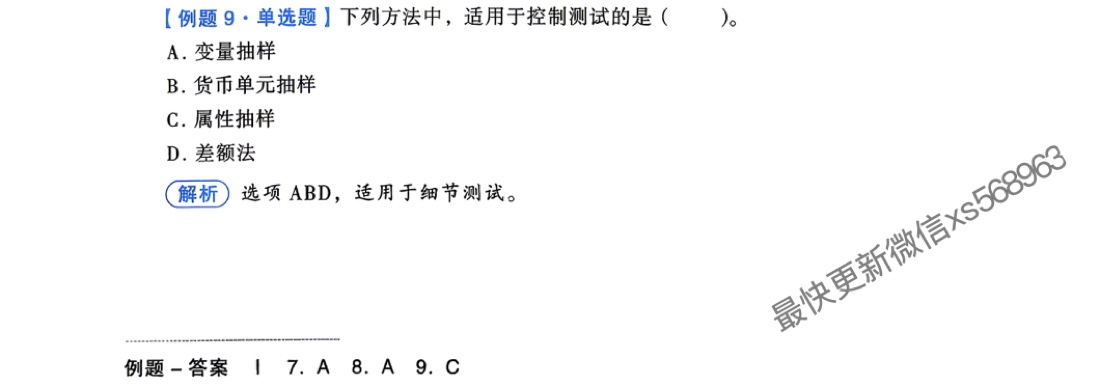 【例题9·单选题】下列方法中，适用于控制测试的是（　　）。
A. 变量抽样
B. 货币单元抽样
C. 属性抽样
D. 差额法
解析 选项 ABD，适用于细节测试。
最快更新微信xs568963
例题－答案 | 7. A 8. A 9. C